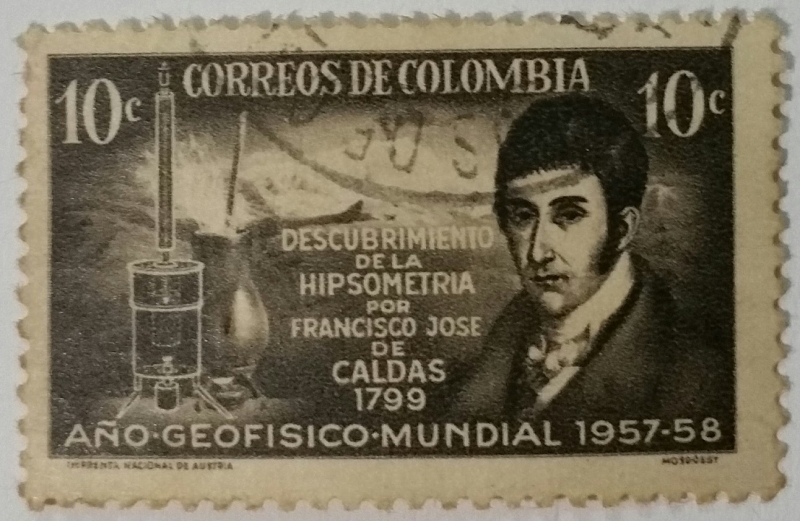 10c CORREOS DE COLOMBIA 10c
DESCUBRIMIENTO
DE LA
HIPSOMETRIA
POR
FRANCISCO JOSE
DE
CALDAS
1799
AÑO·GEOFISICO·MUNDIAL 1957-58
IMPRENTA NACIONAL DE AUSTRIA